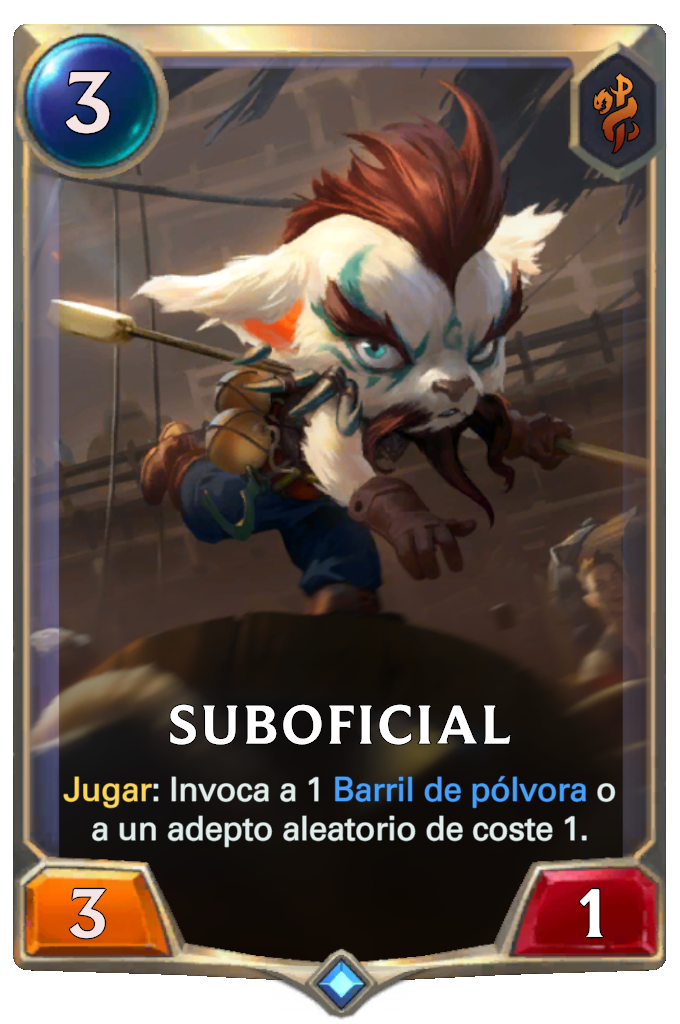 3
SUBOFICIAL
Jugar: Invoca a 1 Barril de pólvora o
a un adepto aleatorio de coste 1.
3
1